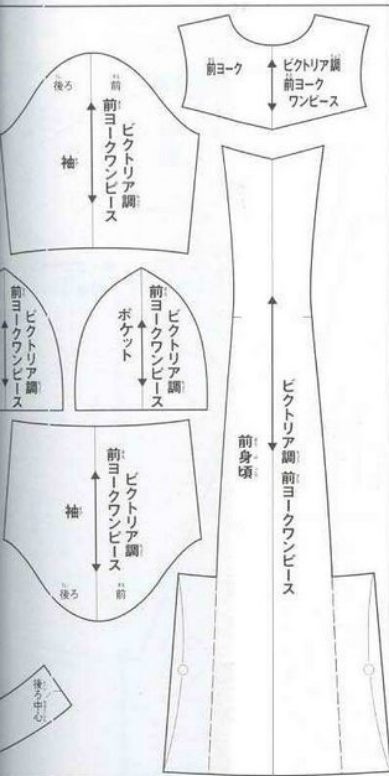 前ヨーク
ビクトリア調
前ヨーク
ワンピース
後ろ
前
ビクトリア調
前ヨークワンピース
袖
ビクトリア調
前ヨークワンピース
ビクトリア調
前ヨークワンピース
ポケット
ビクトリア調 前ヨークワンピース
前身頃
ビクトリア調
前ヨークワンピース
袖
後ろ
前
後ろ中心